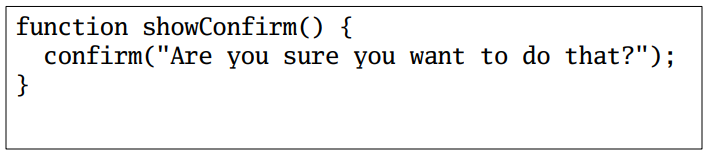 function showConfirm() {
  confirm("Are you sure you want to do that?");
}